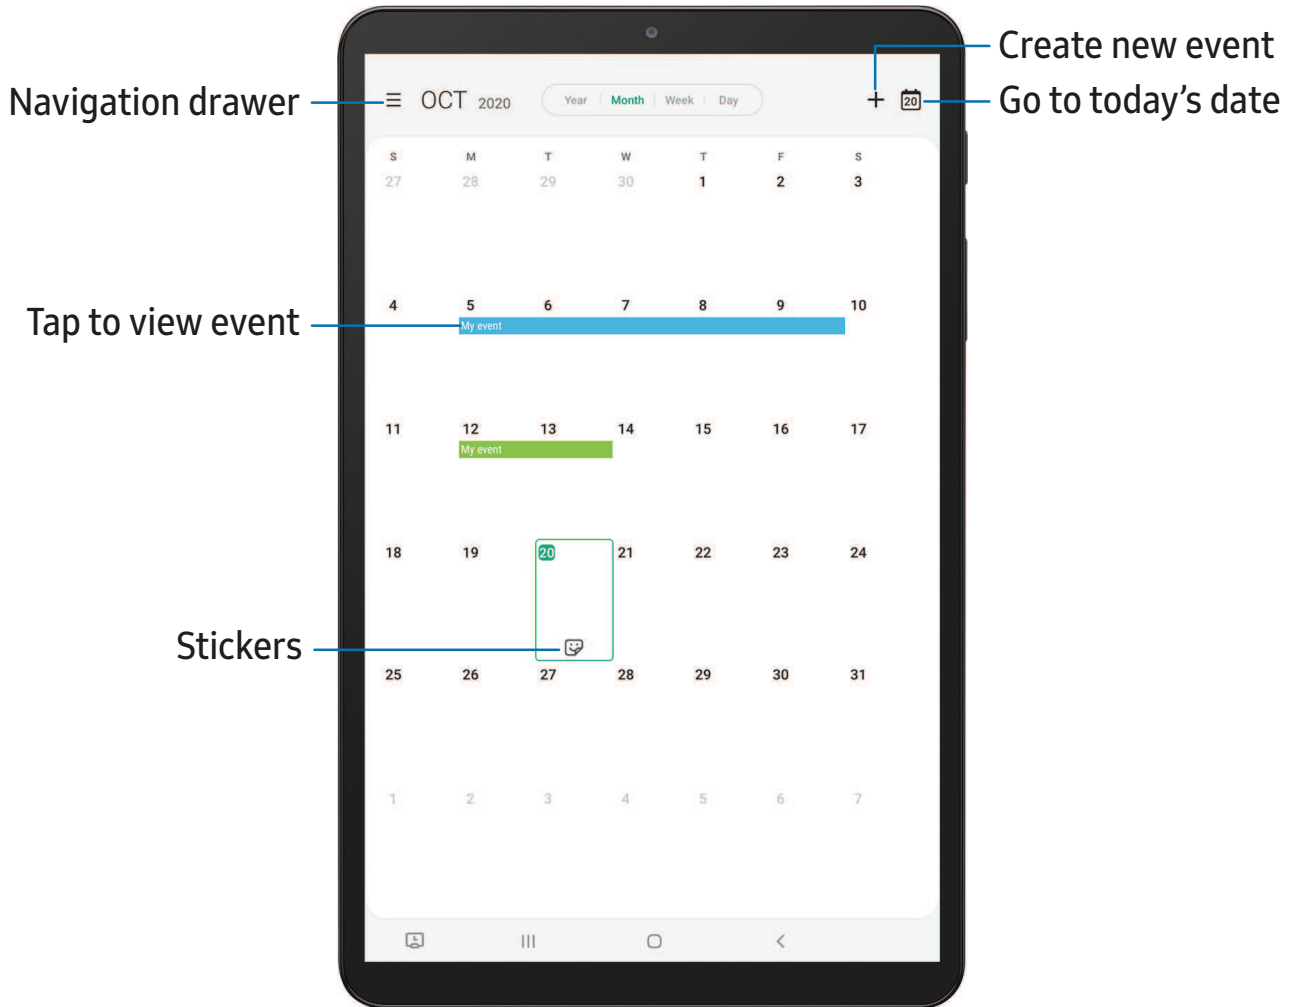 Create new event
Navigation drawer
OCT 2020
Year Month Week Day
20
Go to today's date
S M T W T F S
27 28 29 30 1 2 3
4 5 6 7 8 9 10
Tap to view event
My event
11 12 13 14 15 16 17
My event
18 19 20 21 22 23 24
Stickers
25 26 27 28 29 30 31
1 2 3 4 5 6 7